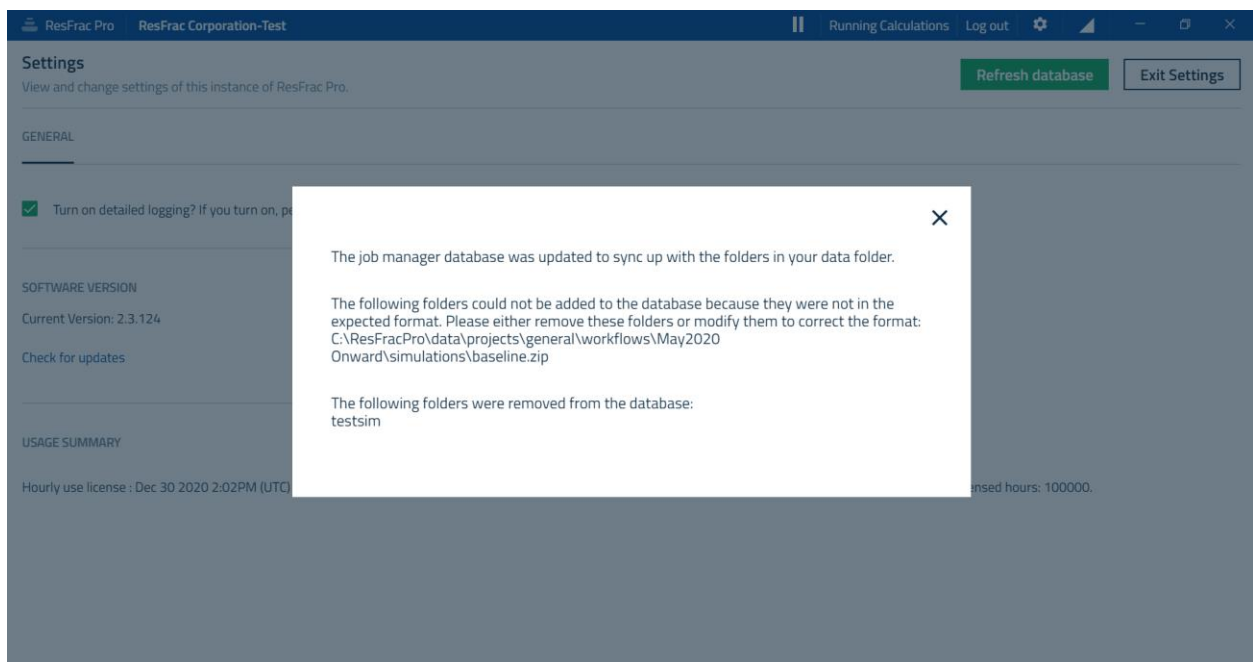 ResFrac Pro ResFrac Corporation-Test Running Calculations Log out
Settings
View and change settings of this instance of ResFrac Pro.
Refresh database Exit Settings
GENERAL
Turn on detailed logging? If you turn on, pe
The job manager database was updated to sync up with the folders in your data folder.
The following folders could not be added to the database because they were not in the
expected format. Please either remove these folders or modify them to correct the format:
C:\ResFracPro\data\projects\general\workflows\May2020
Onward\simulations\baseline.zip
The following folders were removed from the database:
testsim
SOFTWARE VERSION
Current Version: 2.3.124
Check for updates
USAGE SUMMARY
Hourly use license : Dec 30 2020 2:02PM (UTC) ensed hours: 100000.